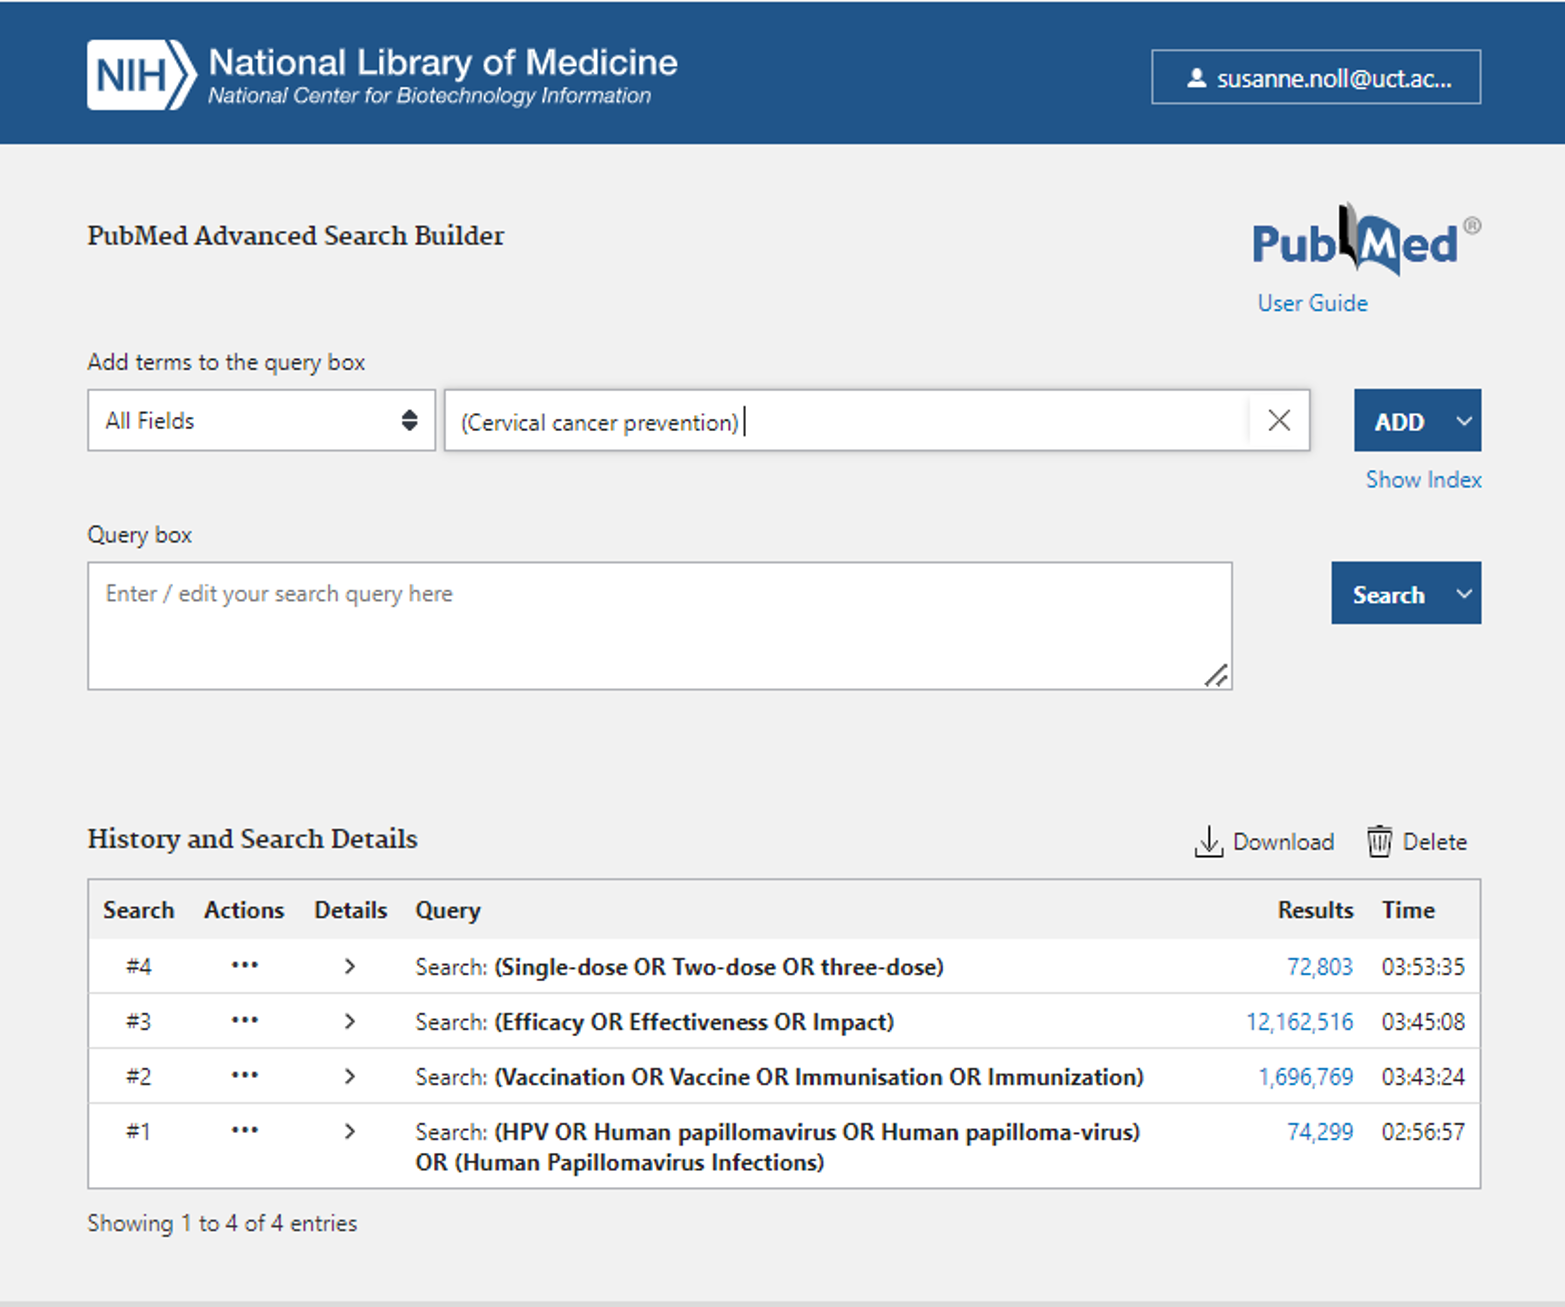 NIH National Library of Medicine
National Center for Biotechnology Information
susanne.noll@uct.ac...
PubMed Advanced Search Builder
PubMed®
User Guide
Add terms to the query box
All Fields
(Cervical cancer prevention)
ADD
Show Index
Query box
Enter / edit your search query here
Search
History and Search Details
Download
Delete
Search Actions Details Query Results Time
#4 ••• Search: (Single-dose OR Two-dose OR three-dose) 72,803 03:53:35
#3 ••• Search: (Efficacy OR Effectiveness OR Impact) 12,162,516 03:45:08
#2 ••• Search: (Vaccination OR Vaccine OR Immunisation OR Immunization) 1,696,769 03:43:24
#1 ••• Search: (HPV OR Human papillomavirus OR Human papilloma-virus) 74,299 02:56:57
OR (Human Papillomavirus Infections)
Showing 1 to 4 of 4 entries